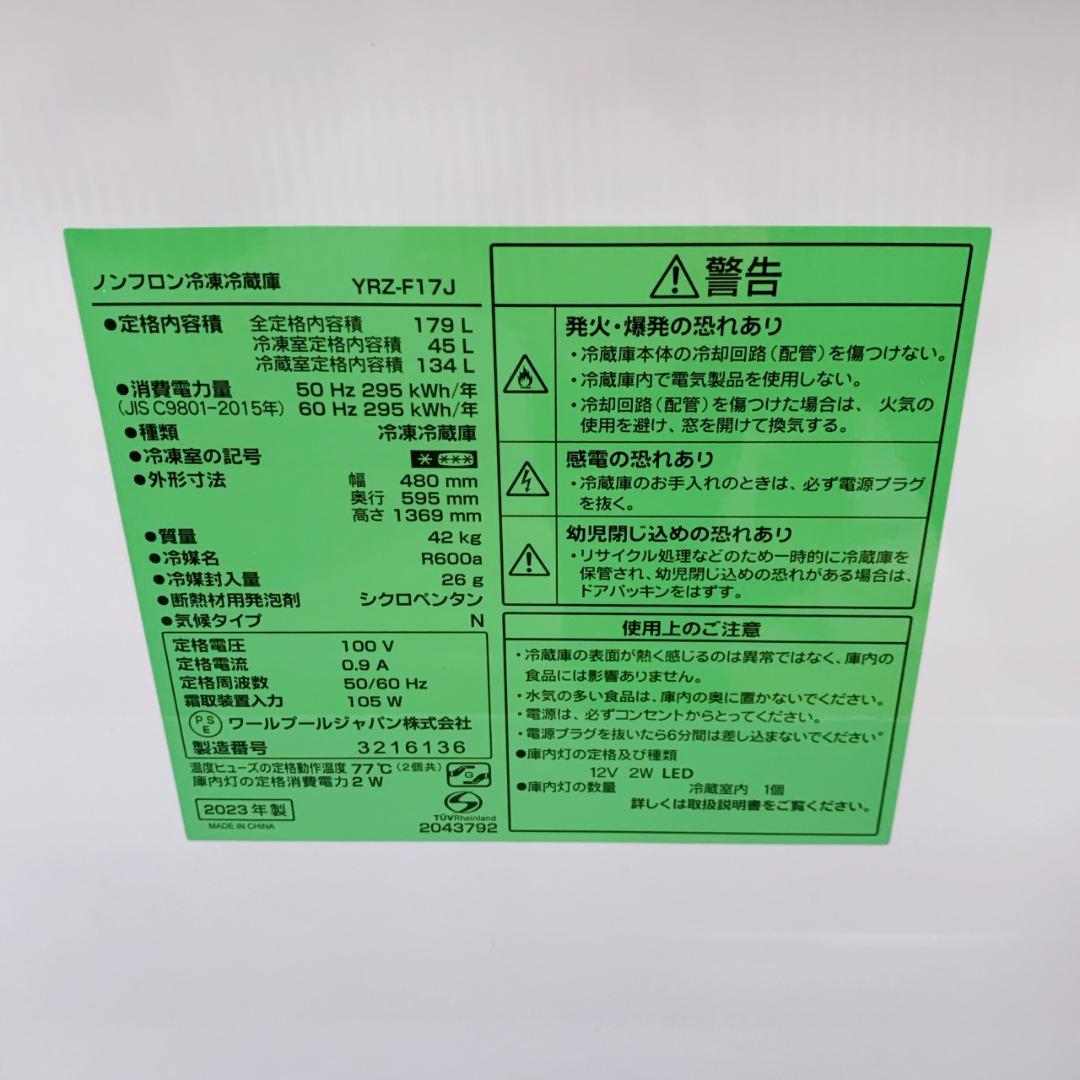 ノンフロン冷凍冷蔵庫 YRZ-F17J
●定格内容積 全定格内容積 179 L
冷凍室定格内容積 45 L
冷蔵室定格内容積 134 L
●消費電力量 50 Hz 295 kWh/年
(JIS C9801-2015年) 60 Hz 295 kWh/年
●種類 冷凍冷蔵庫
●冷凍室の記号
●外形寸法 幅 480 mm
奥行 595 mm
高さ 1369 mm
●質量 42 kg
●冷媒名 R600a
●冷媒封入量 26 g
●断熱材用発泡剤 シクロペンタン
●気候タイプ N
定格電圧 100 V
定格電流 0.9 A
定格周波数 50/60 Hz
霜取装置入力 105 W
PSE ワールプールジャパン株式会社
製造番号 3216136
温度ヒューズの定格動作温度 77℃(2個共)
庫内灯の定格消費電力 2 W
2023 年 製
MADE IN CHINA
TÜVRheinland
2043792
警告
発火・爆発の恐れあり
・冷蔵庫本体の冷却回路(配管)を傷つけない。
・冷蔵庫内で電気製品を使用しない。
・冷却回路(配管)を傷つけた場合は、 火気の
使用を避け、窓を開けて換気する。
感電の恐れあり
・冷蔵庫のお手入れのときは、必ず電源プラグ
を抜く。
幼児閉じ込めの恐れあり
・リサイクル処理などのため一時的に冷蔵庫を
保管され、幼児閉じ込めの恐れがある場合は、
ドアパッキンをはずす。
使用上のご注意
・冷蔵庫の表面が熱く感じるのは異常ではなく、庫内の
食品には影響ありません。
・水気の多い食品は、庫内の奥に置かないでください。
・電源は、必ずコンセントからとってください。
・電源プラグを抜いたら6分間は差し込まないでください。
●庫内灯の定格及び種類
12V 2W LED
●庫内灯の数量 冷蔵室内 1個
詳しくは取扱説明書をご覧ください。